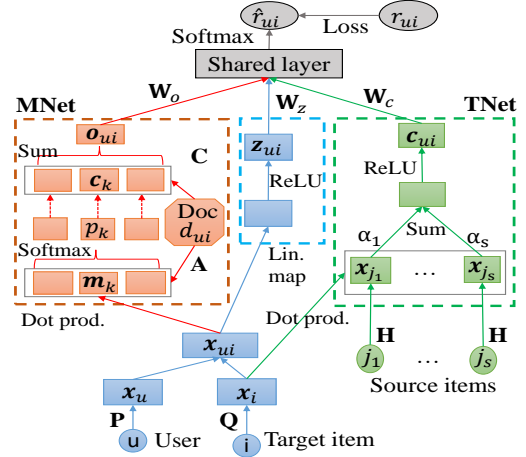 r̂ui Loss rui
Softmax
Shared layer
Wo Wz Wc
MNet TNet
oui
Sum C
ck
pk
Doc dui
Softmax A
mk
Dot prod.
zui
ReLU
Lin. map
cui
ReLU
α1 Sum αs
xj1 … xjs
Dot prod.
H H
j1 … js
Source items
xui
xu xi
P Q
u User i Target item